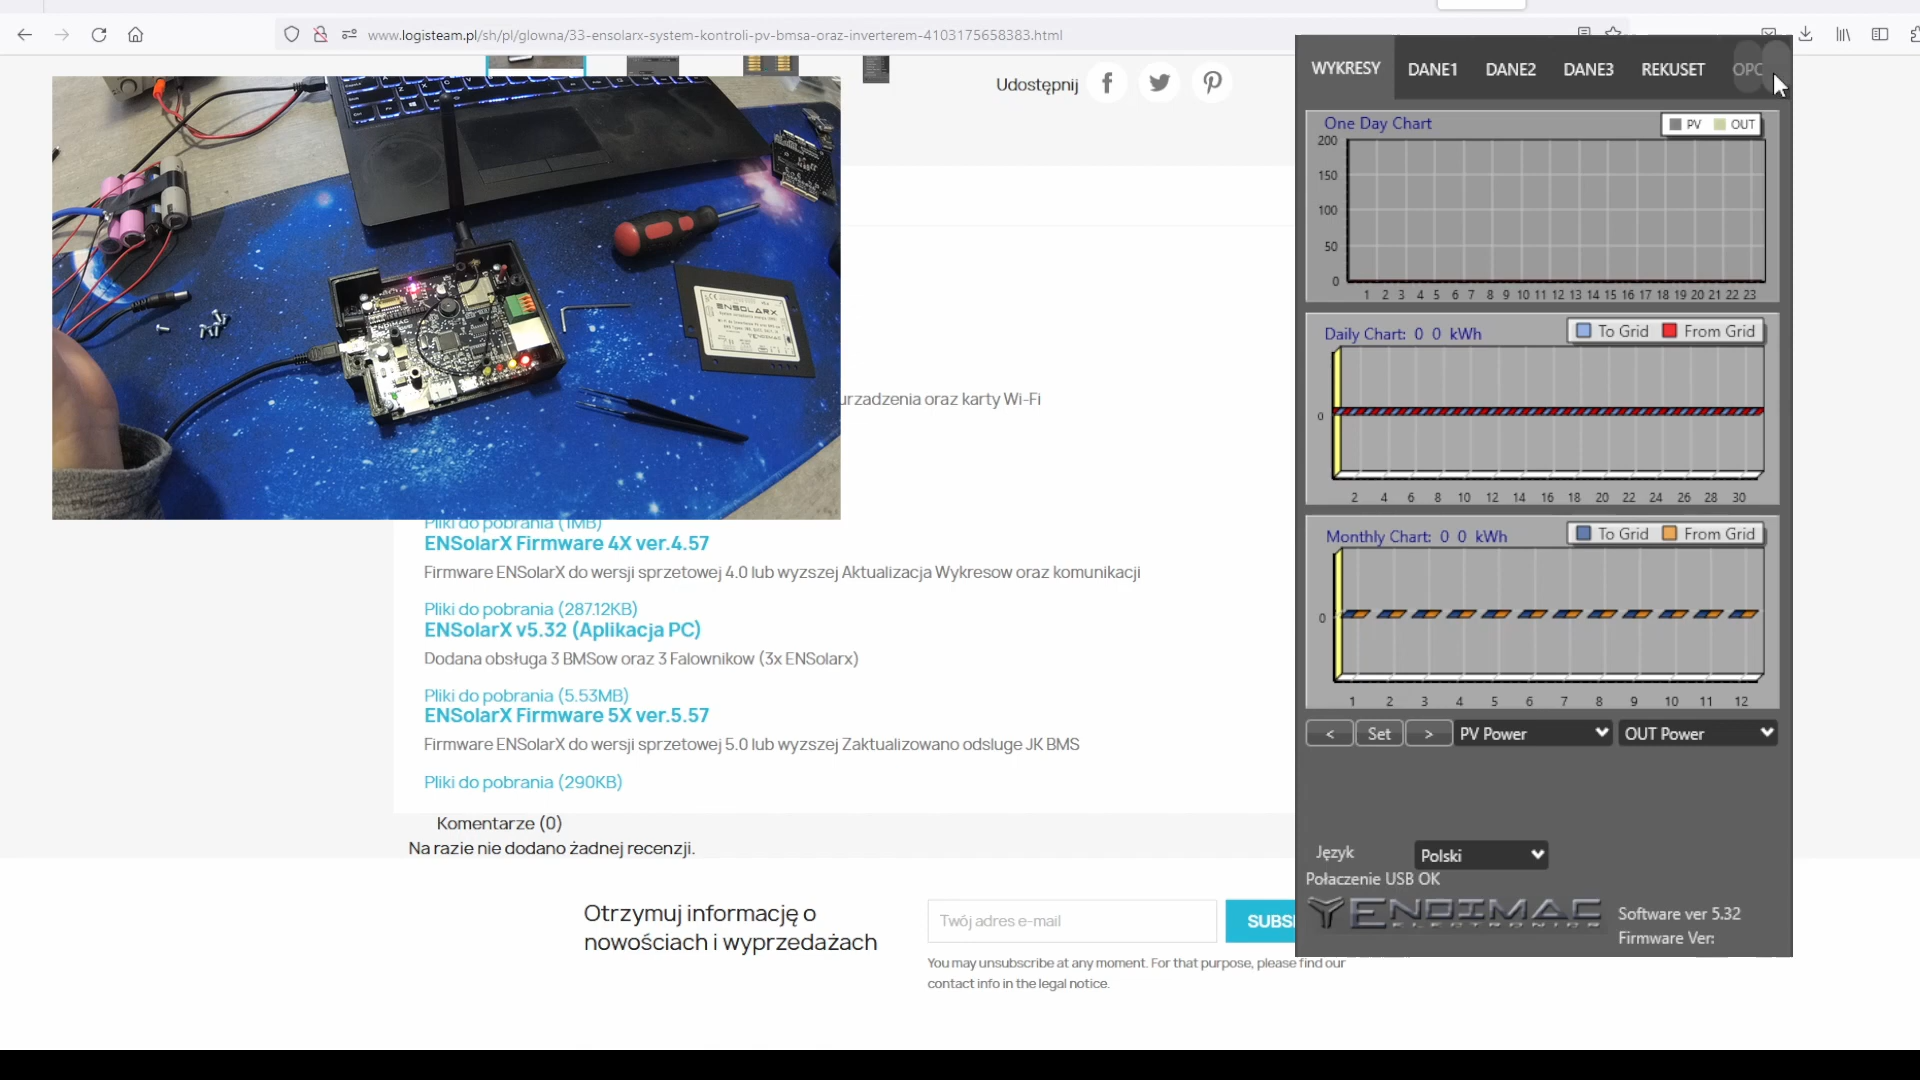 www.logisteam.pl/sh/pl/glowna/33-ensolarx-system-kontroli-pv-bmsa-oraz-inverterem-4103175658383.html
Udostępnij
ENSOLARX
ENDIMAC
urzadzenia oraz karty Wi-Fi
Pliki do pobrania (1MB)
ENSolarX Firmware 4X ver.4.57
Firmware ENSolarX do wersji sprzetowej 4.0 lub wyzszej Aktualizacja Wykresow oraz komunikacji
Pliki do pobrania (287.12KB)
ENSolarX v5.32 (Aplikacja PC)
Dodana obsługa 3 BMSow oraz 3 Falownikow (3x ENSolarx)
Pliki do pobrania (5.53MB)
ENSolarX Firmware 5X ver.5.57
Firmware ENSolarX do wersji sprzetowej 5.0 lub wyzszej Zaktualizowano odsluge JK BMS
Pliki do pobrania (290KB)
Komentarze (0)
Na razie nie dodano żadnej recenzji.
Otrzymuj informację o
nowościach i wyprzedażach
Twój adres e-mail
SUBS
You may unsubscribe at any moment. For that purpose, please find our
contact info in the legal notice.
WYKRESY DANE1 DANE2 DANE3 REKUSET OPC
One Day Chart
PV OUT
200
150
100
50
0
1 2 3 4 5 6 7 8 9 10 11 12 13 14 15 16 17 18 19 20 21 22 23
Daily Chart: 0 0 kWh
To Grid From Grid
0
2 4 6 8 10 12 14 16 18 20 22 24 26 28 30
Monthly Chart: 0 0 kWh
To Grid From Grid
0
1 2 3 4 5 6 7 8 9 10 11 12
< Set > PV Power OUT Power
Język Polski
Połaczenie USB OK
ENDIMAC
ELECTRONICS
Software ver 5.32
Firmware Ver: